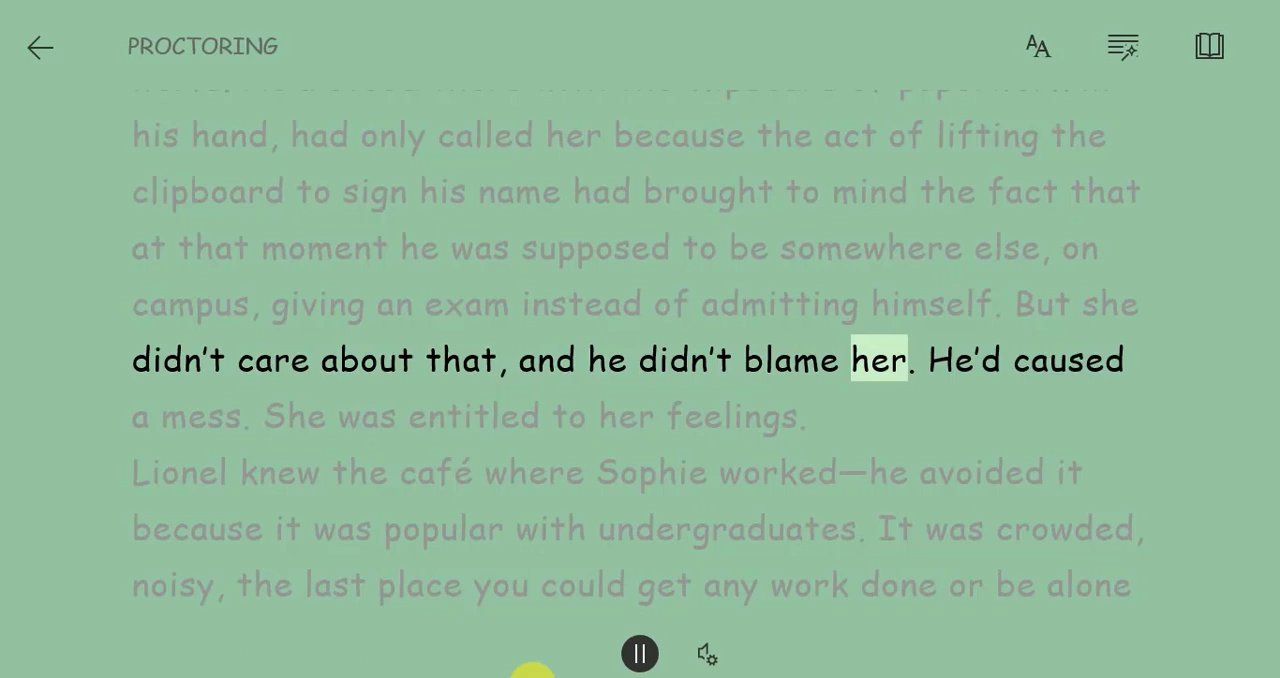 PROCTORING
his hand, had only called her because the act of lifting the
clipboard to sign his name had brought to mind the fact that
at that moment he was supposed to be somewhere else, on
campus, giving an exam instead of admitting himself. But she
didn't care about that, and he didn't blame her. He'd caused
a mess. She was entitled to her feelings.
Lionel knew the café where Sophie worked—he avoided it
because it was popular with undergraduates. It was crowded,
noisy, the last place you could get any work done or be alone